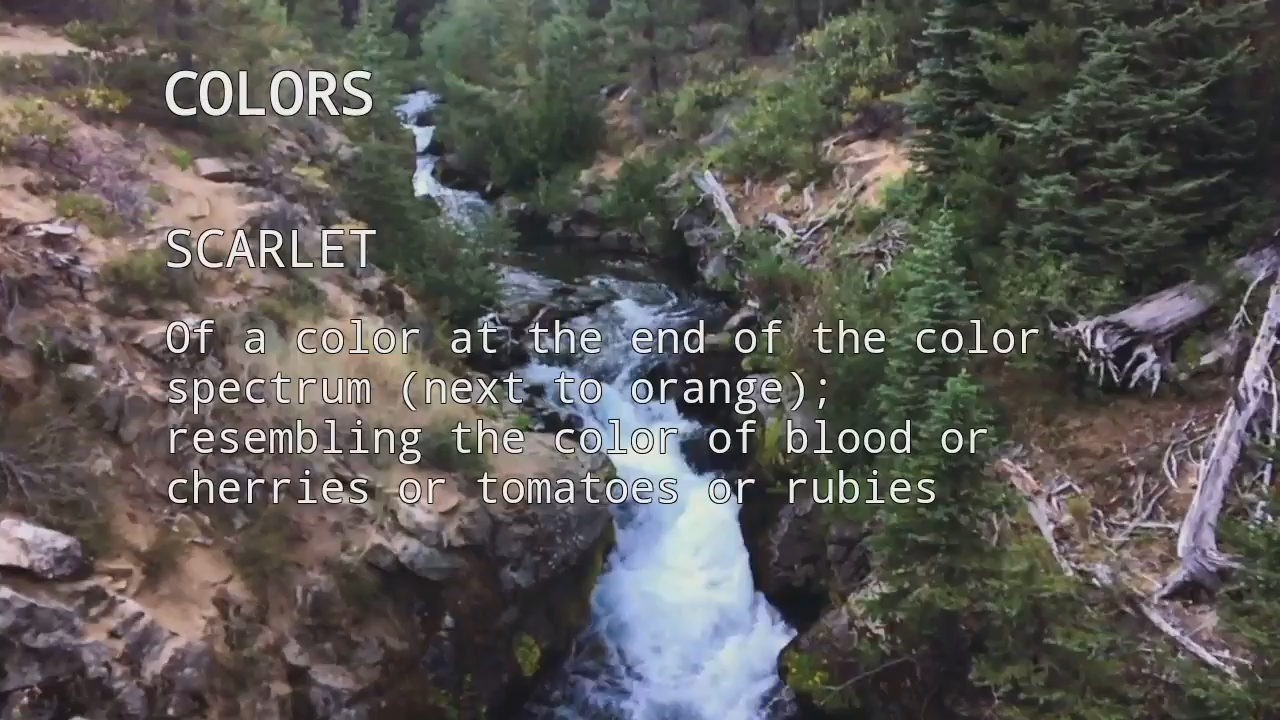 COLORS
SCARLET
Of a color at the end of the color
spectrum (next to orange);
resembling the color of blood or
cherries or tomatoes or rubies